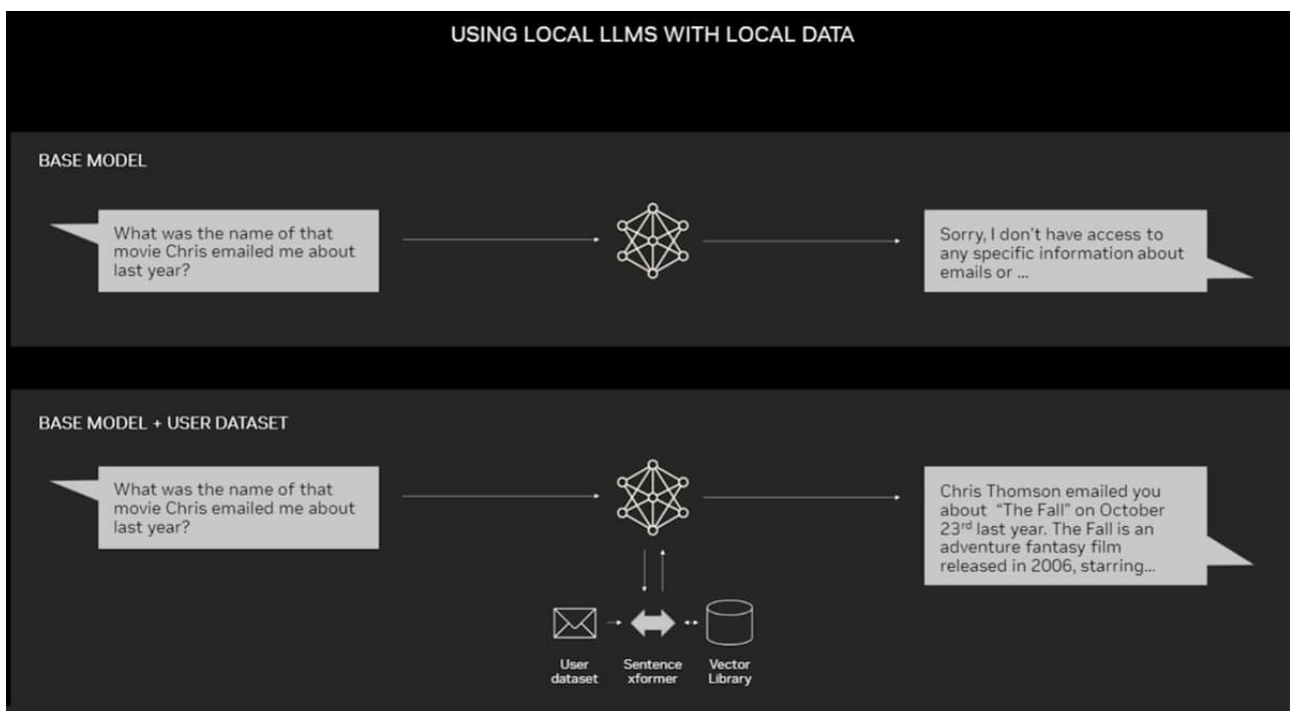 USING LOCAL LLMS WITH LOCAL DATA
BASE MODEL
What was the name of that
movie Chris emailed me about
last year?
Sorry, I don't have access to
any specific information about
emails or ...
BASE MODEL + USER DATASET
What was the name of that
movie Chris emailed me about
last year?
Chris Thomson emailed you
about “The Fall” on October
23rd last year. The Fall is an
adventure fantasy film
released in 2006, starring...
User
dataset
Sentence
xformer
Vector
Library